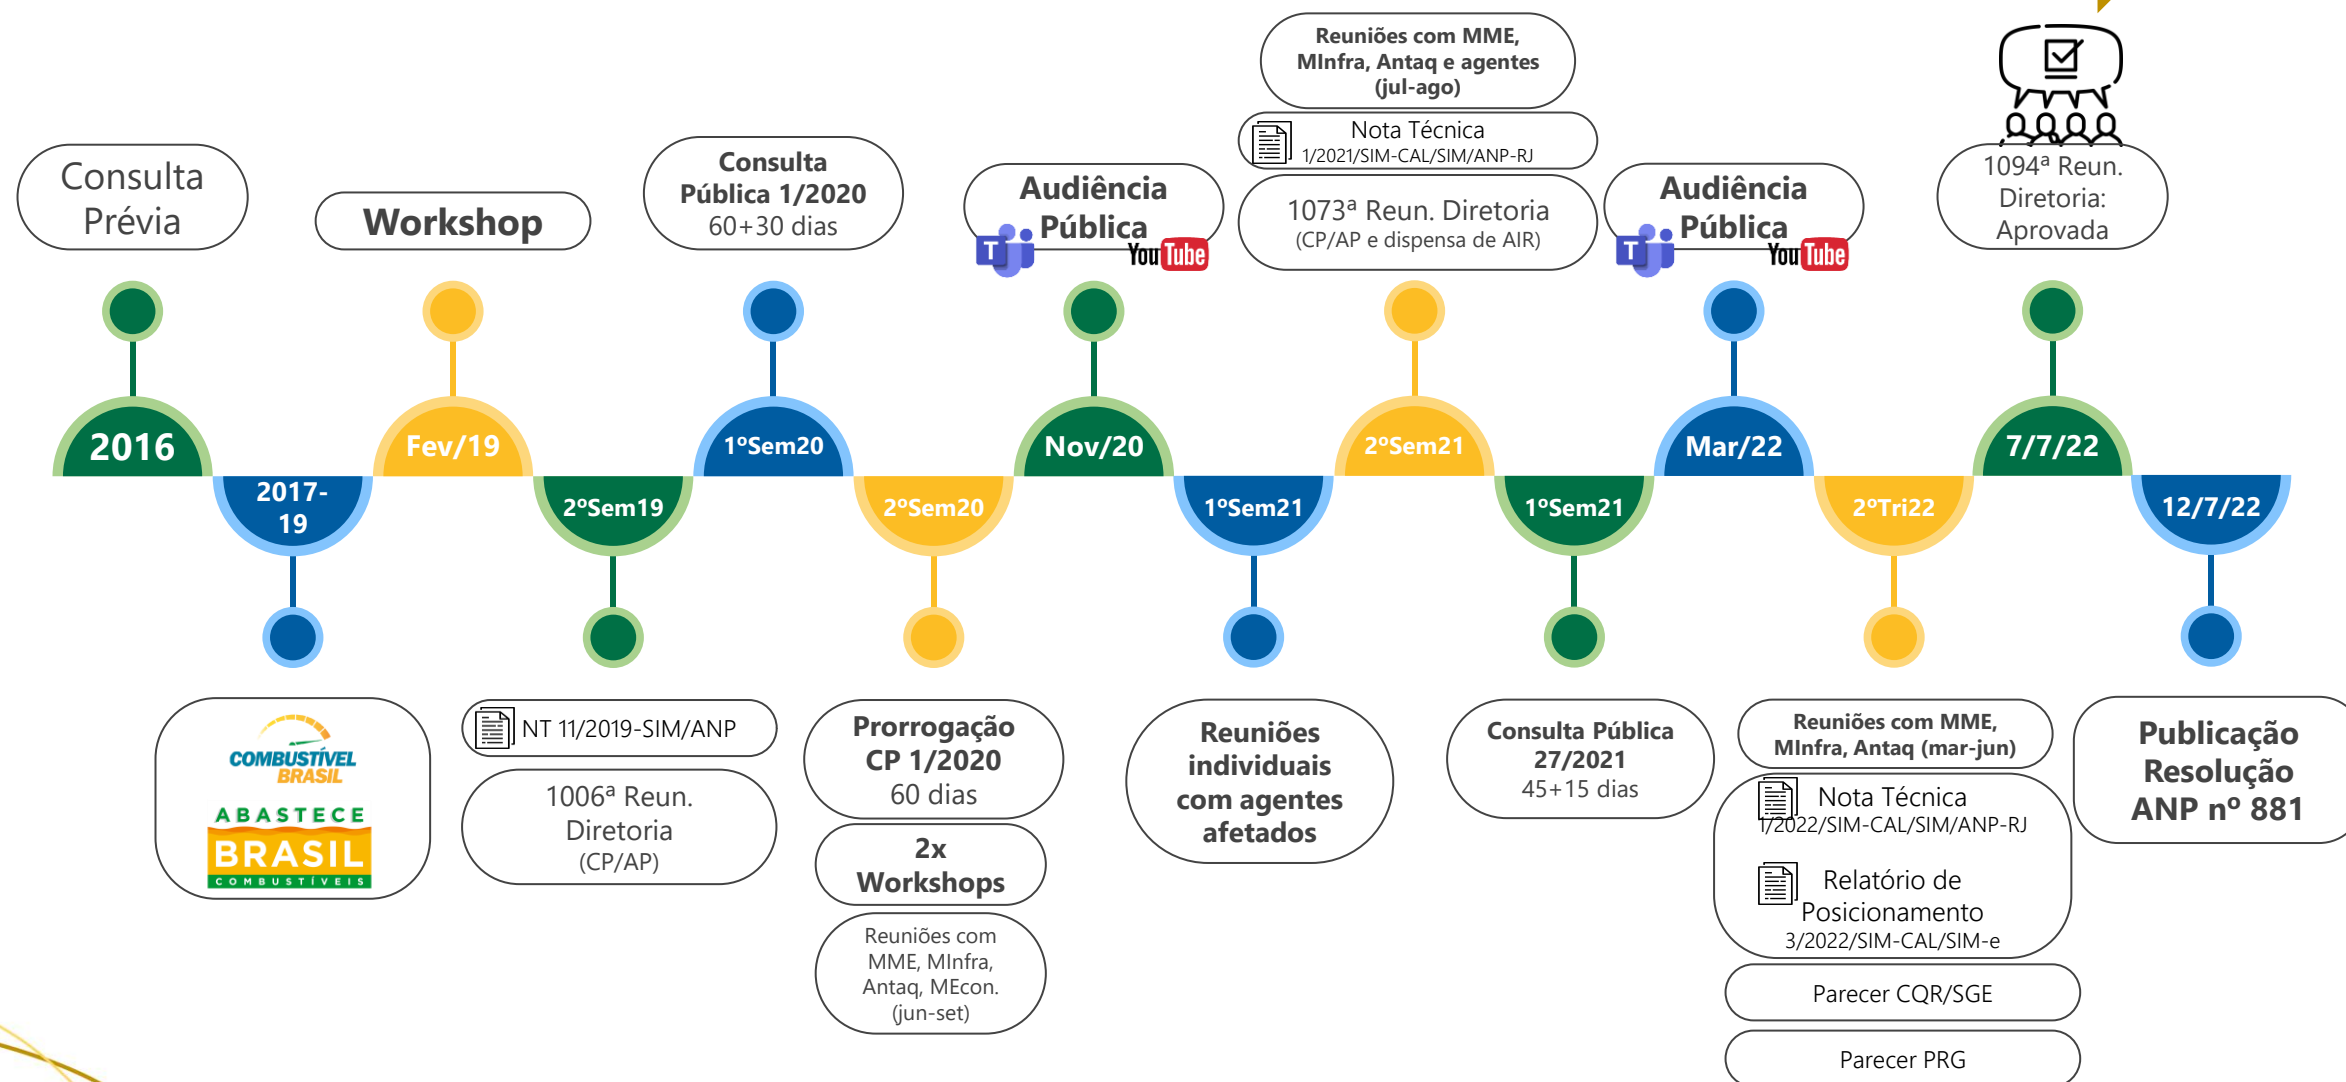 Consulta
Prévia
2016
2017-
19
COMBUSTÍVEL
BRASIL
ABASTECE
BRASIL
COMBUSTÍVEIS
Workshop
Fev/19
2ºSem19
NT 11/2019-SIM/ANP
1006ª Reun.
Diretoria
(CP/AP)
Consulta
Pública 1/2020
60+30 dias
1ºSem20
2ºSem20
Prorrogação
CP 1/2020
60 dias
2x
Workshops
Reuniões com
MME, MInfra,
Antaq, MEcon.
(jun-set)
Audiência
Pública
T
YouTube
Nov/20
1ºSem21
Reuniões
individuais
com agentes
afetados
Reuniões com MME,
MInfra, Antaq e agentes
(jul-ago)
Nota Técnica
1/2021/SIM-CAL/SIM/ANP-RJ
1073ª Reun. Diretoria
(CP/AP e dispensa de AIR)
2ºSem21
1ºSem21
Consulta Pública
27/2021
45+15 dias
Audiência
Pública
T
YouTube
Mar/22
2ºTri22
Reuniões com MME,
MInfra, Antaq (mar-jun)
Nota Técnica
1/2022/SIM-CAL/SIM/ANP-RJ
Relatório de
Posicionamento
3/2022/SIM-CAL/SIM-e
Parecer CQR/SGE
Parecer PRG
1094ª Reun.
Diretoria:
Aprovada
7/7/22
12/7/22
Publicação
Resolução
ANP nº 881